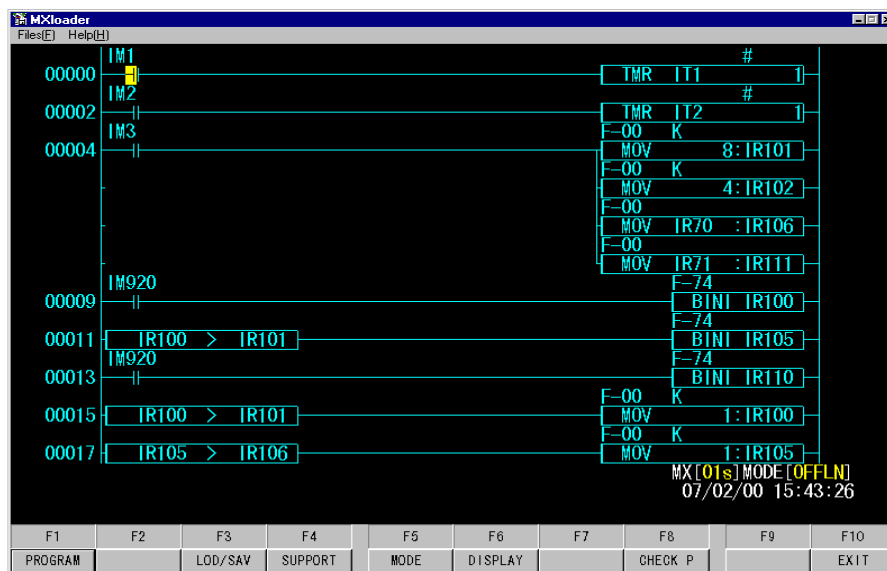 MXloader
Files(F) Help(H)
IM1 #
00000 TMR IT1 1
IM2 #
00002 TMR IT2 1
IM3 F-00 K
00004 MOV 8:IR101
F-00 K
MOV 4:IR102
F-00
MOV IR70 :IR106
F-00
MOV IR71 :IR111
IM920 F-74
00009 BINI IR100
F-74
00011 IR100 > IR101 BINI IR105
IM920 F-74
00013 BINI IR110
F-00 K
00015 IR100 > IR101 MOV 1:IR100
F-00 K
00017 IR105 > IR106 MOV 1:IR105
MX[01s]MODE[OFFLN]
07/02/00 15:43:26
F1 F2 F3 F4 F5 F6 F7 F8 F9 F10
PROGRAM LOD/SAV SUPPORT MODE DISPLAY CHECK P EXIT